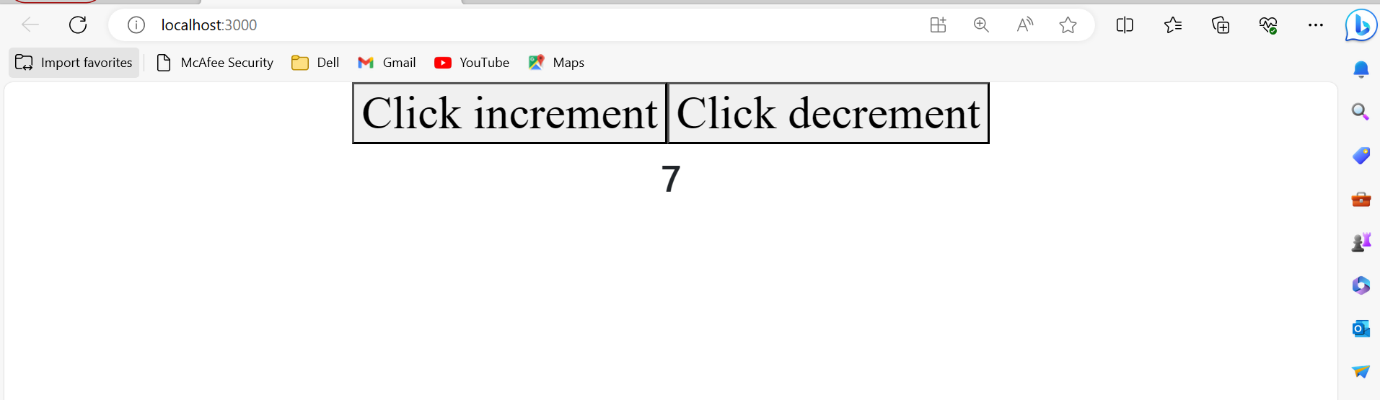 localhost:3000
Import favorites McAfee Security Dell Gmail YouTube Maps
Click increment Click decrement
7